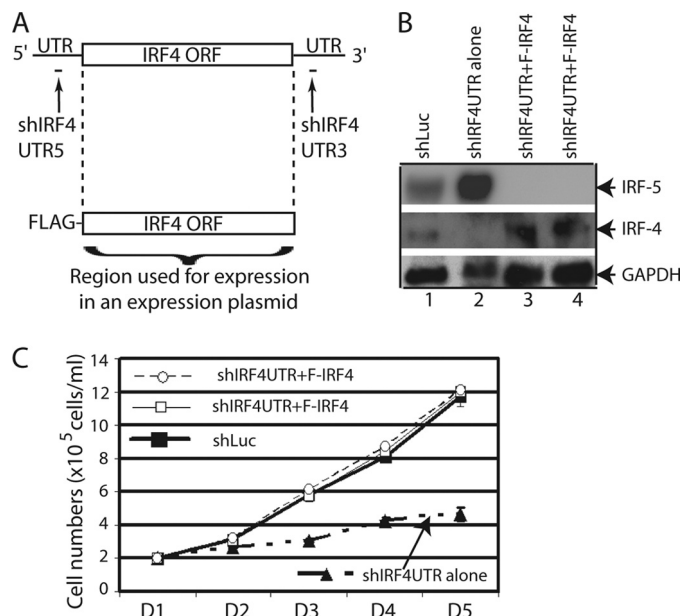 A
5' UTR IRF4 ORF UTR 3'
shIRF4
UTR5
shIRF4
UTR3
FLAG- IRF4 ORF
Region used for expression
in an expression plasmid
B
shLuc
shIRF4UTR alone
shIRF4UTR+F-IRF4
shIRF4UTR+F-IRF4
IRF-5
IRF-4
GAPDH
1 2 3 4
C
Cell numbers (x10 5 cells/ml)
14
12
10
8
6
4
2
0
shIRF4UTR+F-IRF4
shIRF4UTR+F-IRF4
shLuc
shIRF4UTR alone
D1 D2 D3 D4 D5